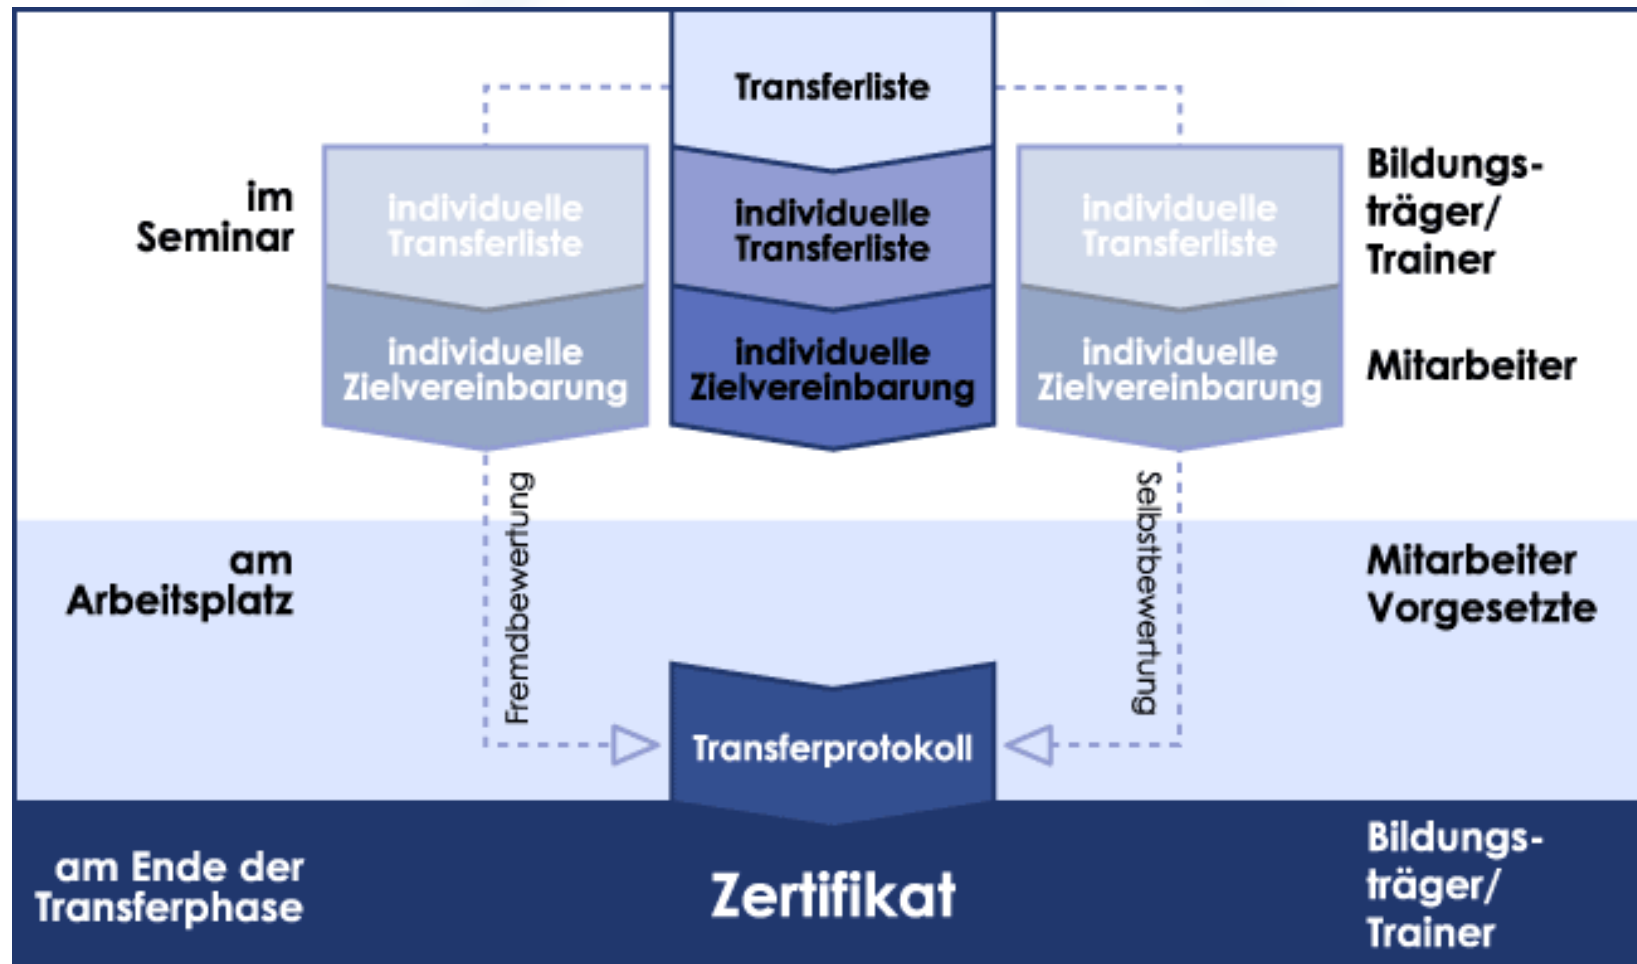 Transferliste
im
Seminar
individuelle
Transferliste
individuelle
Transferliste
individuelle
Transferliste
Bildungs-
träger/
Trainer
individuelle
Zielvereinbarung
individuelle
Zielvereinbarung
individuelle
Zielvereinbarung
Mitarbeiter
Fremdbewertung
Selbstbewertung
am
Arbeitsplatz
Mitarbeiter
Vorgesetzte
Transferprotokoll
am Ende der
Transferphase
Zertifikat
Bildungs-
träger/
Trainer